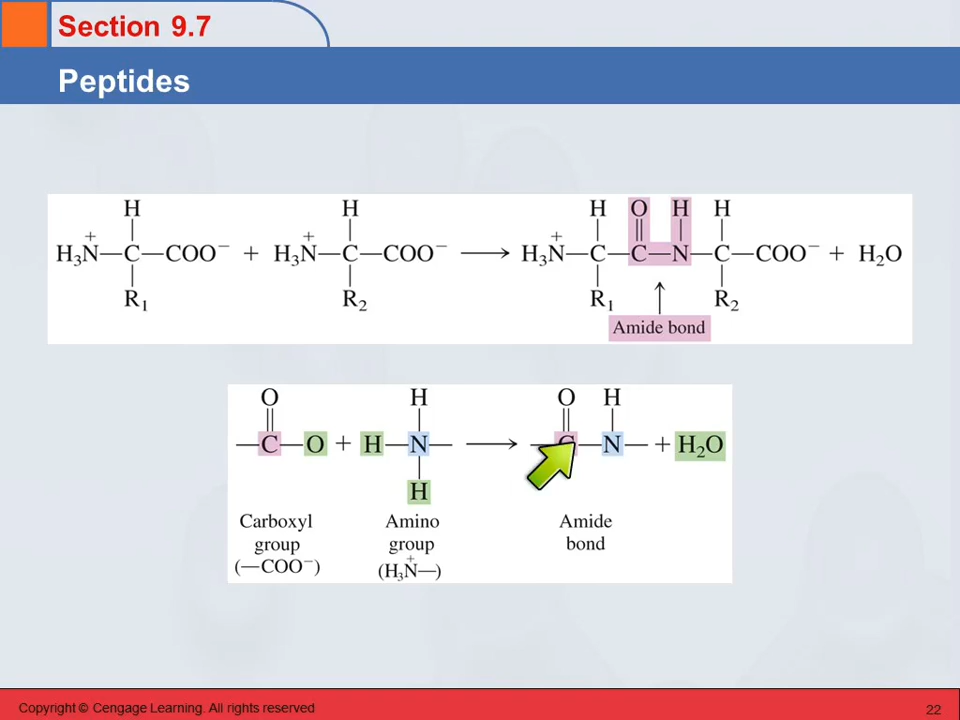 Section 9.7
Peptides
H H H O H H
H₃N⁺—C—COO⁻ + H₃N⁺—C—COO⁻ ⟶ H₃N⁺—C—C—N—C—COO⁻ + H₂O
R₁ R₂ R₁ R₂
Amide bond
O H O H
—C—O + H—N— ⟶ —C—N— + H₂O
H
Carboxyl group (—COO⁻)
Amino group (H₃N⁺—)
Amide bond
Copyright © Cengage Learning. All rights reserved
22